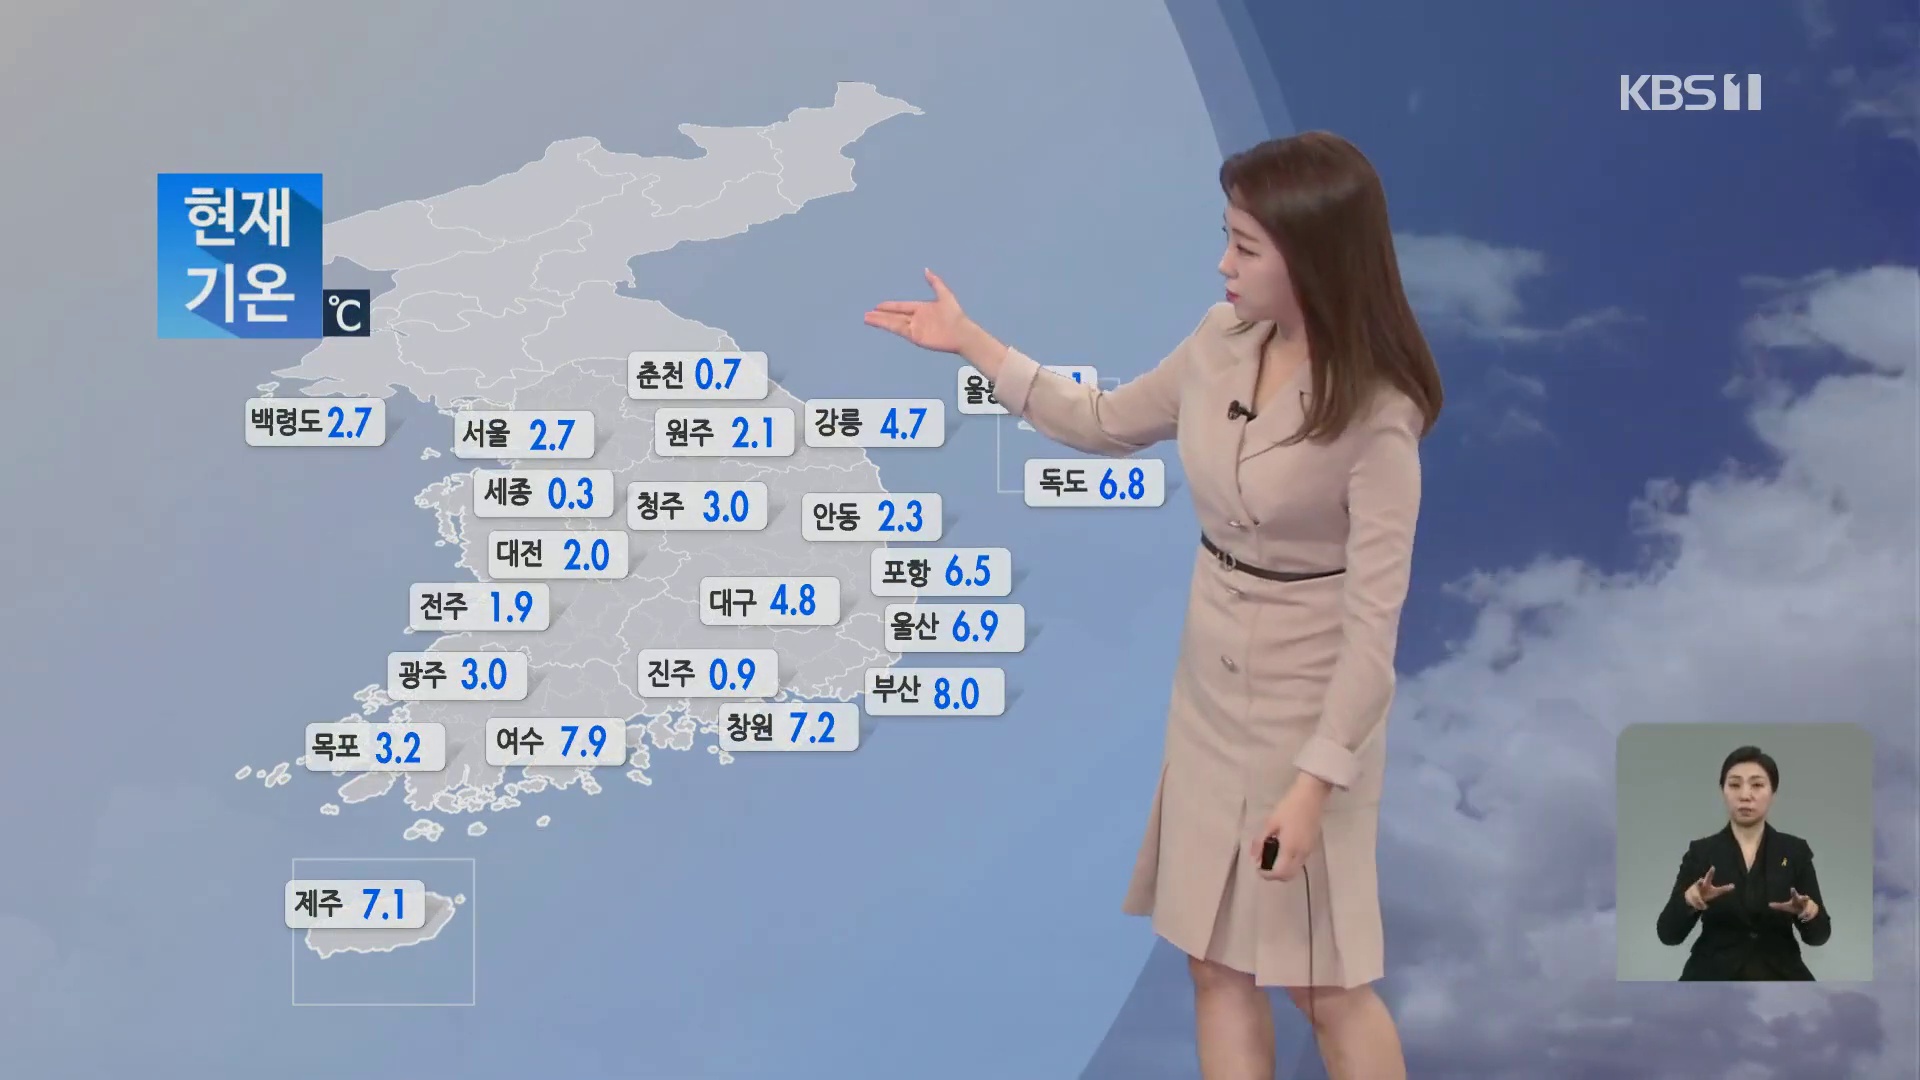 KBS 1
현재
기온
℃
춘천 0.7
백령도 2.7
서울 2.7
원주 2.1
강릉 4.7
독도 6.8
세종 0.3
청주 3.0
안동 2.3
대전 2.0
포항 6.5
전주 1.9
대구 4.8
울산 6.9
광주 3.0
진주 0.9
부산 8.0
목포 3.2
여수 7.9
창원 7.2
제주 7.1